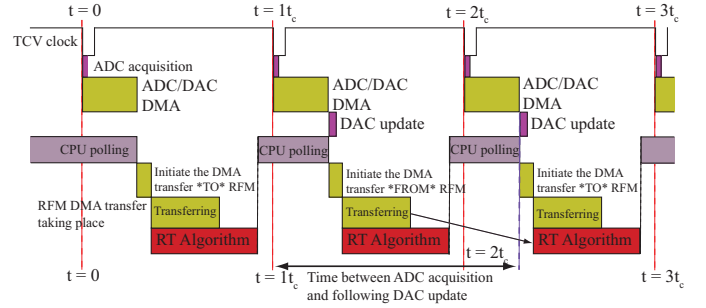 t = 0
t = 1t_c
t = 2t_c
t = 3t_c
TCV clock
ADC acquisition
ADC/DAC
DMA
ADC/DAC
DMA
ADC/DAC
DMA
DAC update
DAC update
CPU polling
CPU polling
CPU polling
Initiate the DMA
transfer *TO* RFM
Initiate the DMA
transfer *FROM* RFM
Initiate the DMA
transfer *TO* RFM
RFM DMA transfer
taking place
Transferring
Transferring
Transferring
RT Algorithm
RT Algorithm
RT Algorithm
t = 2t_c
t = 0
t = 1t_c
Time between ADC acquisition
and following DAC update
t = 3t_c